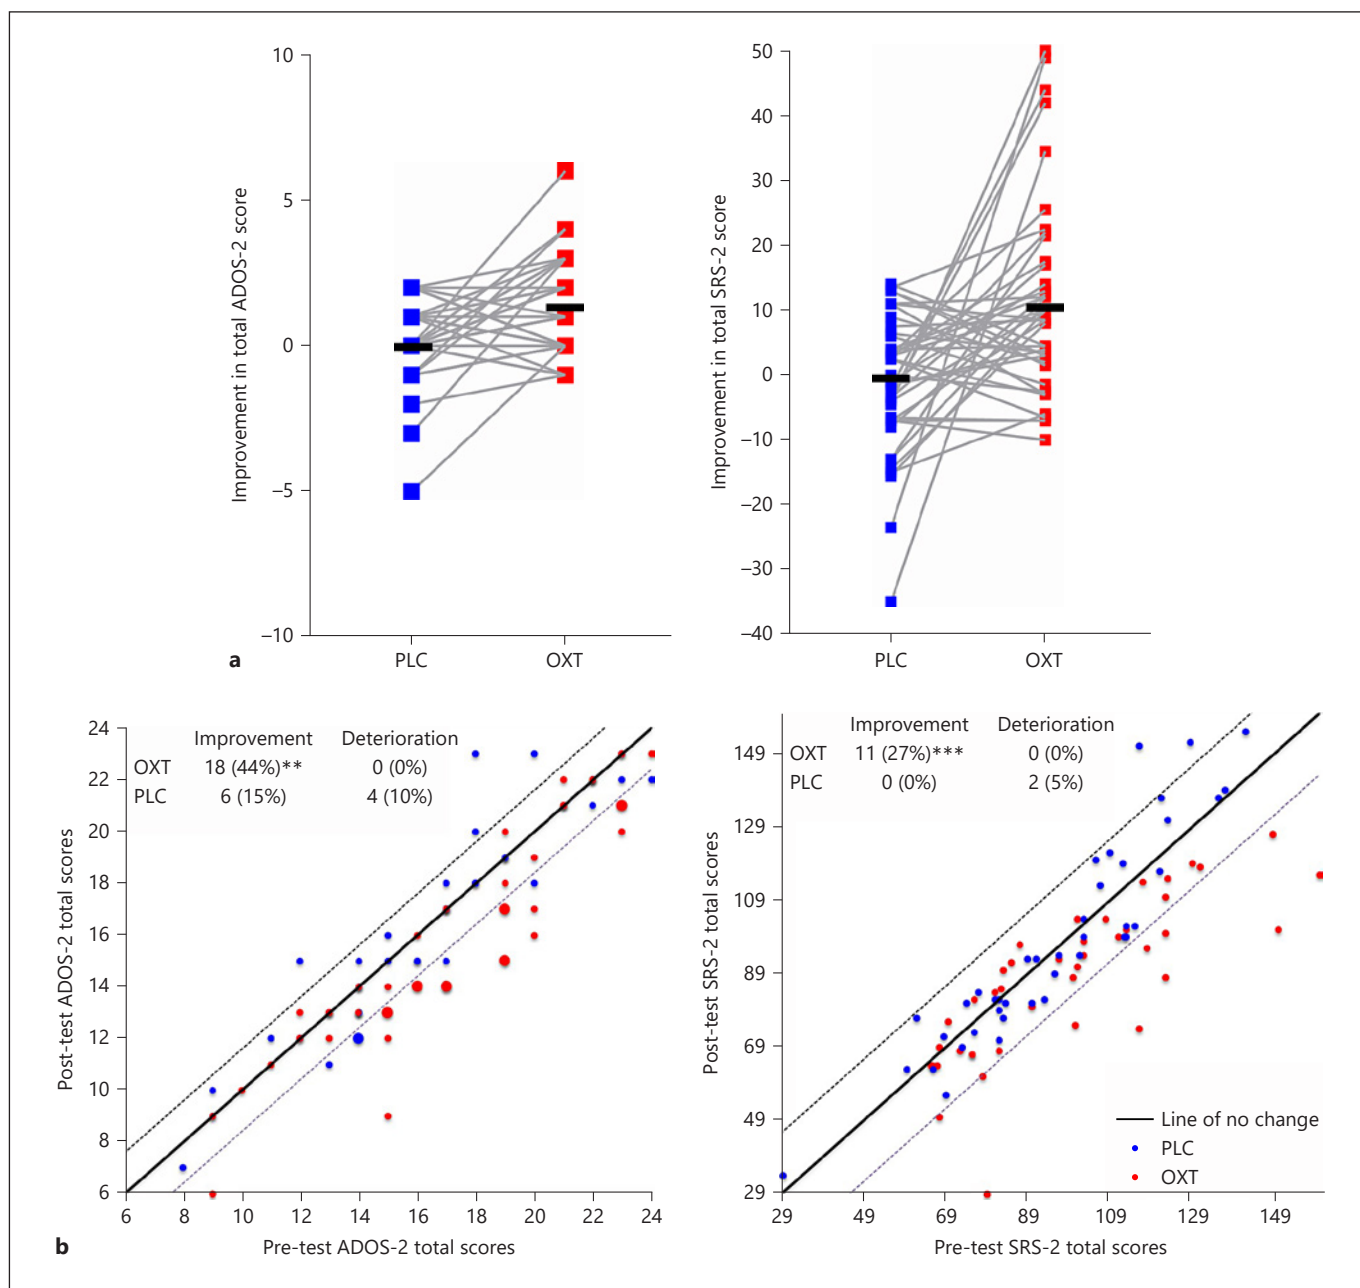 10
5
0
–5
–10
Improvement in total ADOS-2 score
PLC
OXT
50
40
30
20
10
0
–10
–20
–30
–40
Improvement in total SRS-2 score
PLC
OXT
a
24
22
20
18
16
14
12
10
8
6
Post-test ADOS-2 total scores
Improvement Deterioration
OXT 18 (44%)** 0 (0%)
PLC 6 (15%) 4 (10%)
6 8 10 12 14 16 18 20 22 24
Pre-test ADOS-2 total scores
149
129
109
89
69
49
29
Post-test SRS-2 total scores
Improvement Deterioration
OXT 11 (27%)*** 0 (0%)
PLC 0 (0%) 2 (5%)
Line of no change
PLC
OXT
29 49 69 89 109 129 149
Pre-test SRS-2 total scores
b